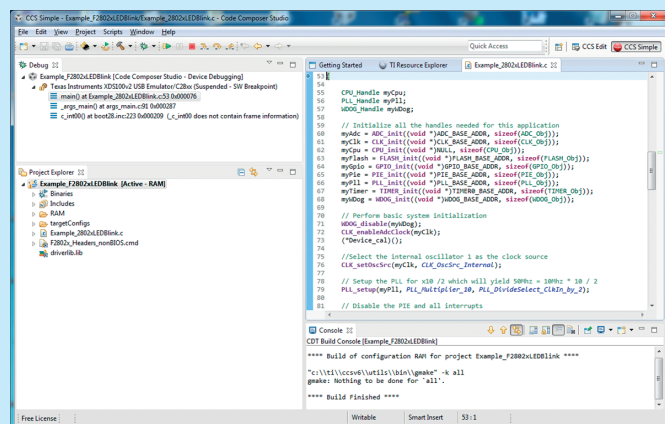 CCS Simple - Example_F2802xLEDBlink/Example_2802xLEDBlink.c - Code Composer Studio
File Edit View Project Scripts Window Help
Quick Access
CCS Edit
CCS Simple
Debug
Example_F2802xLEDBlink [Code Composer Studio - Device Debugging]
Texas Instruments XDS100v2 USB Emulator/C28xx (Suspended - SW Breakpoint)
main() at Example_2802xLEDBlink.c:53 0x000076
_args_main() at args_main.c:91 0x000287
c_int00() at boot28.inc:223 0x000209 (_c_int00 does not contain frame information)
Project Explorer
Example_F2802xLEDBlink [Active - RAM]
Binaries
Includes
RAM
targetConfigs
Example_2802xLEDBlink.c
F2802x_Headers_nonBIOS.cmd
driverlib.lib
Getting Started
TI Resource Explorer
Example_2802xLEDBlink.c
53 {
54
55 CPU_Handle myCpu;
56 PLL_Handle myPll;
57 WDOG_Handle myWDog;
58
59 // Initialize all the handles needed for this application
60 myAdc = ADC_init((void *)ADC_BASE_ADDR, sizeof(ADC_Obj));
61 myClk = CLK_init((void *)CLK_BASE_ADDR, sizeof(CLK_Obj));
62 myCpu = CPU_init((void *)NULL, sizeof(CPU_Obj));
63 myFlash = FLASH_init((void *)FLASH_BASE_ADDR, sizeof(FLASH_Obj));
64 myGpio = GPIO_init((void *)GPIO_BASE_ADDR, sizeof(GPIO_Obj));
65 myPie = PIE_init((void *)PIE_BASE_ADDR, sizeof(PIE_Obj));
66 myPll = PLL_init((void *)PLL_BASE_ADDR, sizeof(PLL_Obj));
67 myTimer = TIMER_init((void *)TIMER0_BASE_ADDR, sizeof(TIMER_Obj));
68 myWDog = WDOG_init((void *)WDOG_BASE_ADDR, sizeof(WDOG_Obj));
69
70 // Perform basic system initialization
71 WDOG_disable(myWDog);
72 CLK_enableAdcClock(myClk);
73 (*Device_cal)();
74
75 //Select the internal oscillator 1 as the clock source
76 CLK_setOscSrc(myClk, CLK_OscSrc_Internal);
77
78 // Setup the PLL for x10 /2 which will yield 50Mhz = 10Mhz * 10 / 2
79 PLL_setup(myPll, PLL_Multiplier_10, PLL_DivideSelect_ClkIn_by_2);
80
81 // Disable the PIE and all interrupts
Console
CDT Build Console [Example_F2802xLEDBlink]
**** Build of configuration RAM for project Example_F2802xLEDBlink ****
"c:\\ti\\ccsv6\\utils\\bin\\gmake" -k all
gmake: Nothing to be done for `all'.
**** Build Finished ****
Free License
Writable
Smart Insert
53 : 1